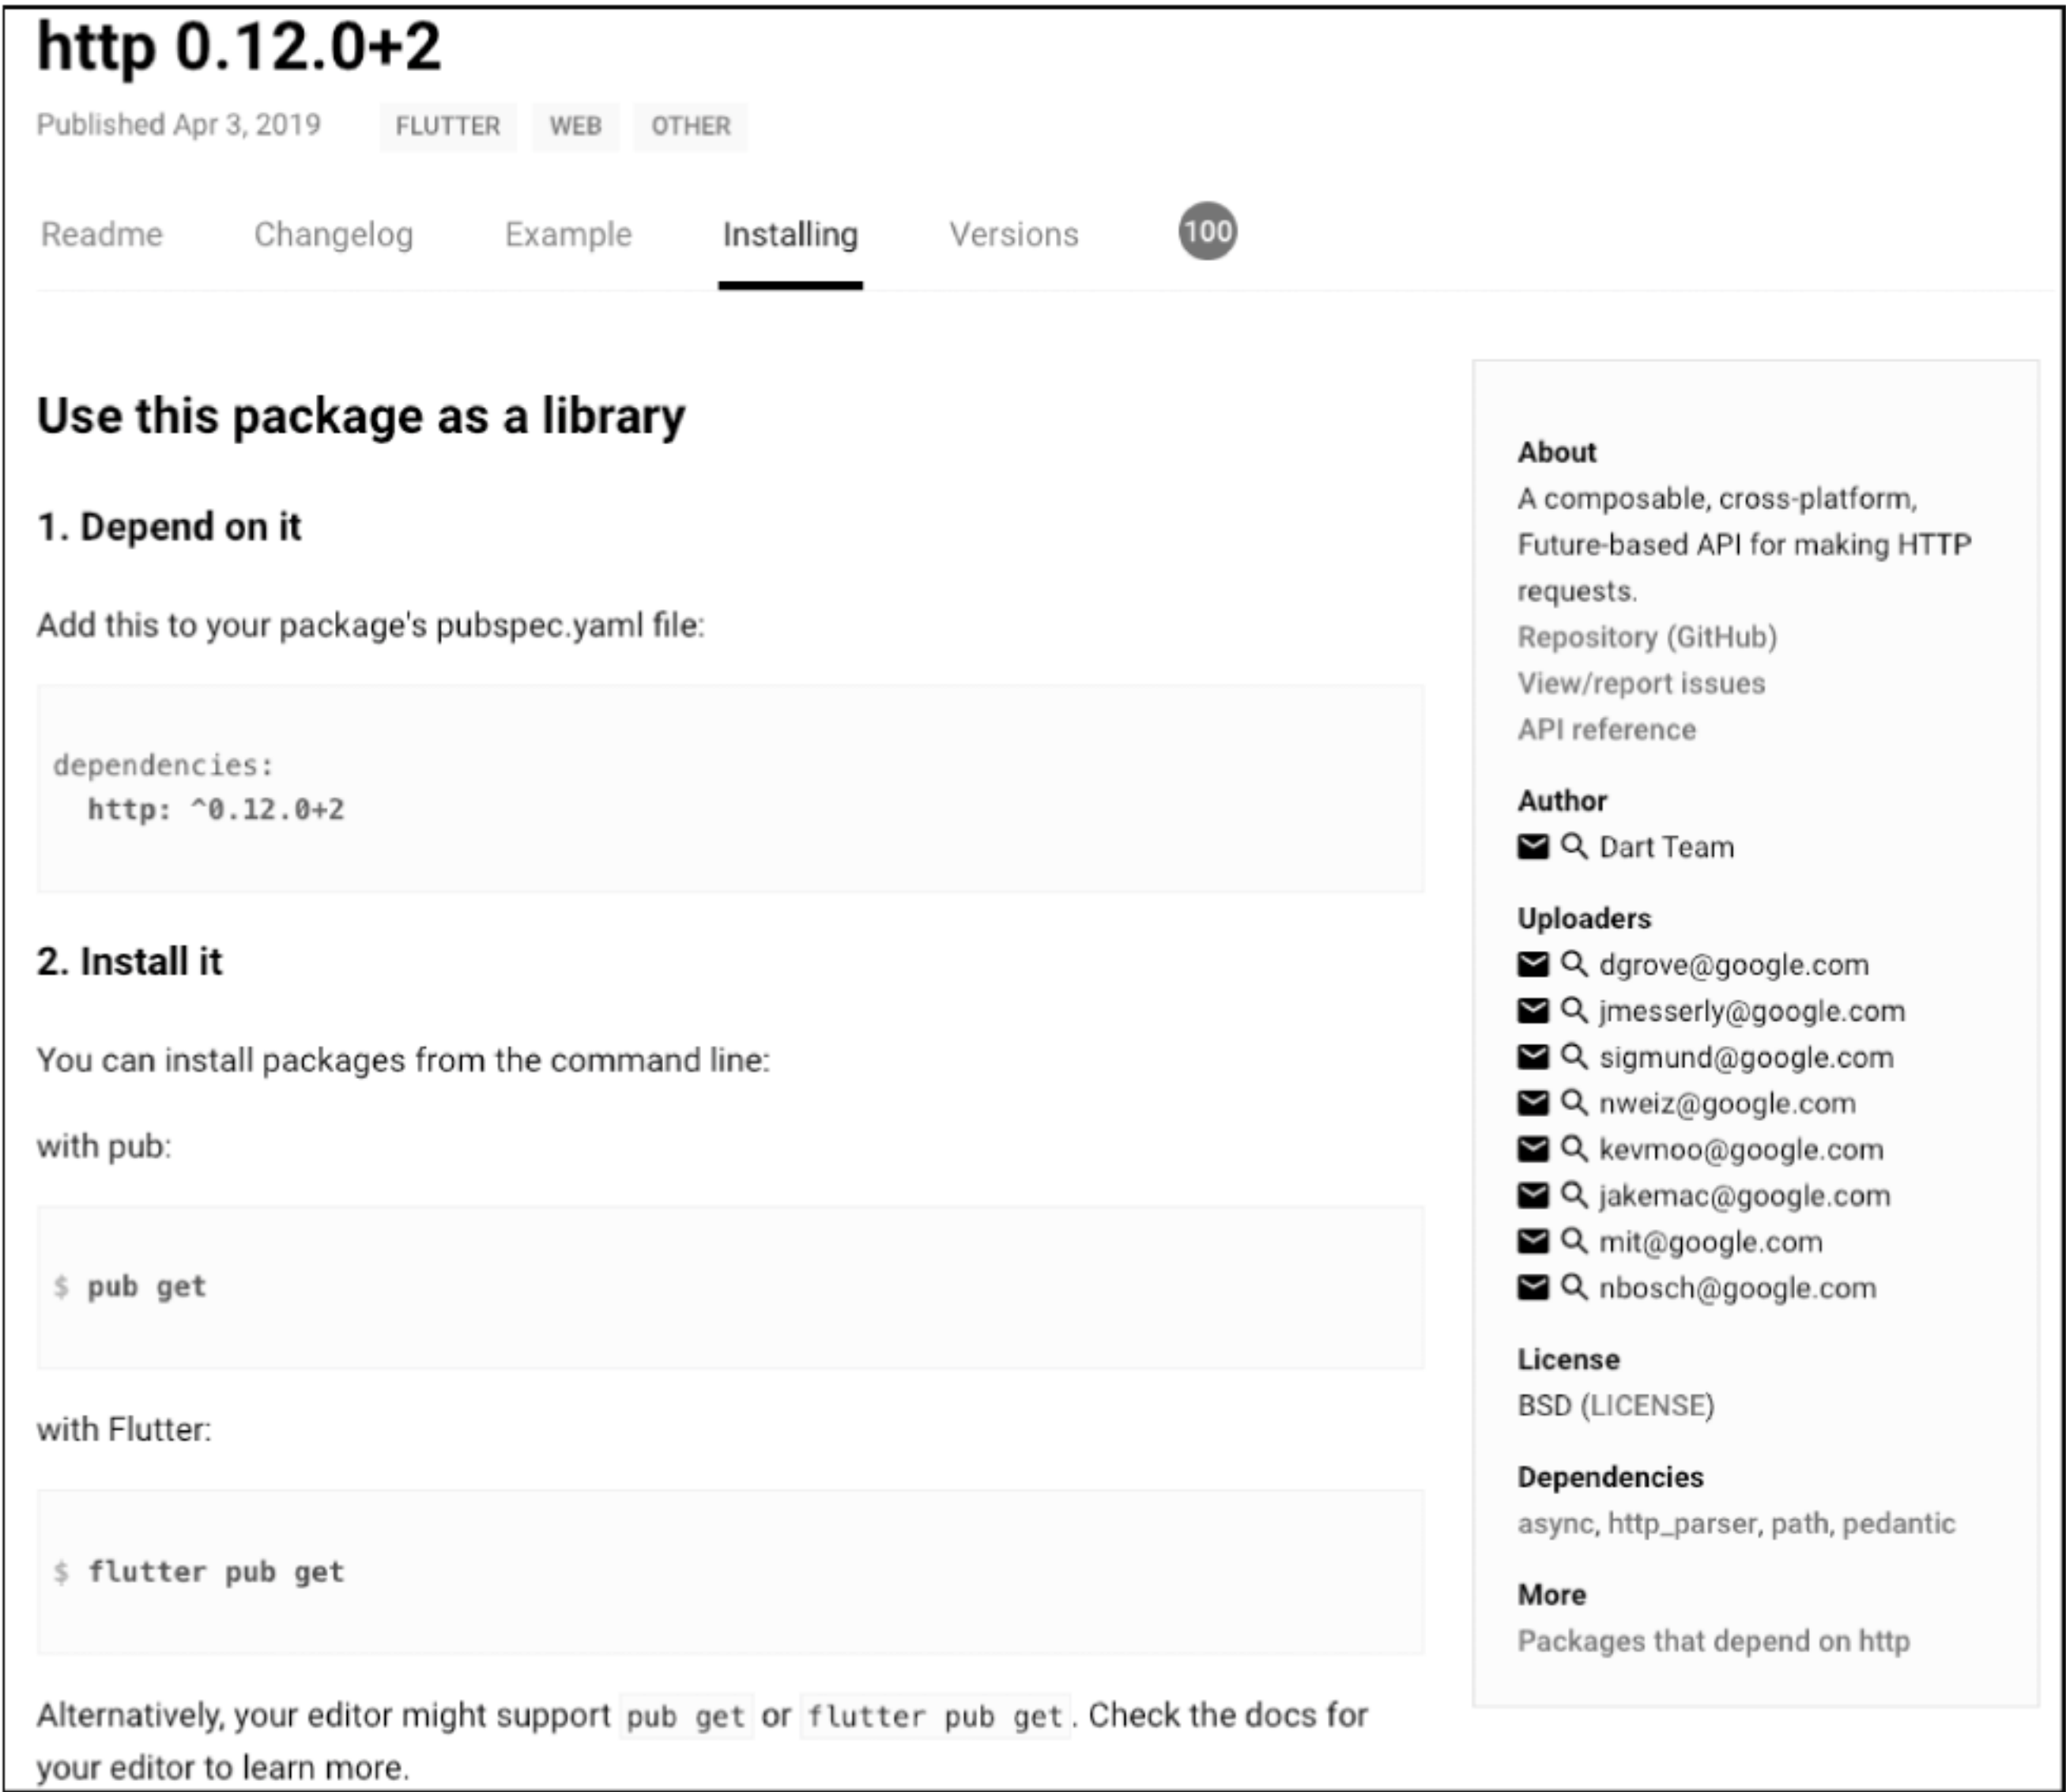 http 0.12.0+2
Published Apr 3, 2019 FLUTTER WEB OTHER
Readme Changelog Example Installing Versions 100
Use this package as a library
1. Depend on it
Add this to your package's pubspec.yaml file:
dependencies:
  http: ^0.12.0+2
2. Install it
You can install packages from the command line:
with pub:
$ pub get
with Flutter:
$ flutter pub get
Alternatively, your editor might support pub get or flutter pub get. Check the docs for
your editor to learn more.
About
A composable, cross-platform,
Future-based API for making HTTP
requests.
Repository (GitHub)
View/report issues
API reference
Author
Dart Team
Uploaders
dgrove@google.com
jmesserly@google.com
sigmund@google.com
nweiz@google.com
kevmoo@google.com
jakemac@google.com
mit@google.com
nbosch@google.com
License
BSD (LICENSE)
Dependencies
async, http_parser, path, pedantic
More
Packages that depend on http